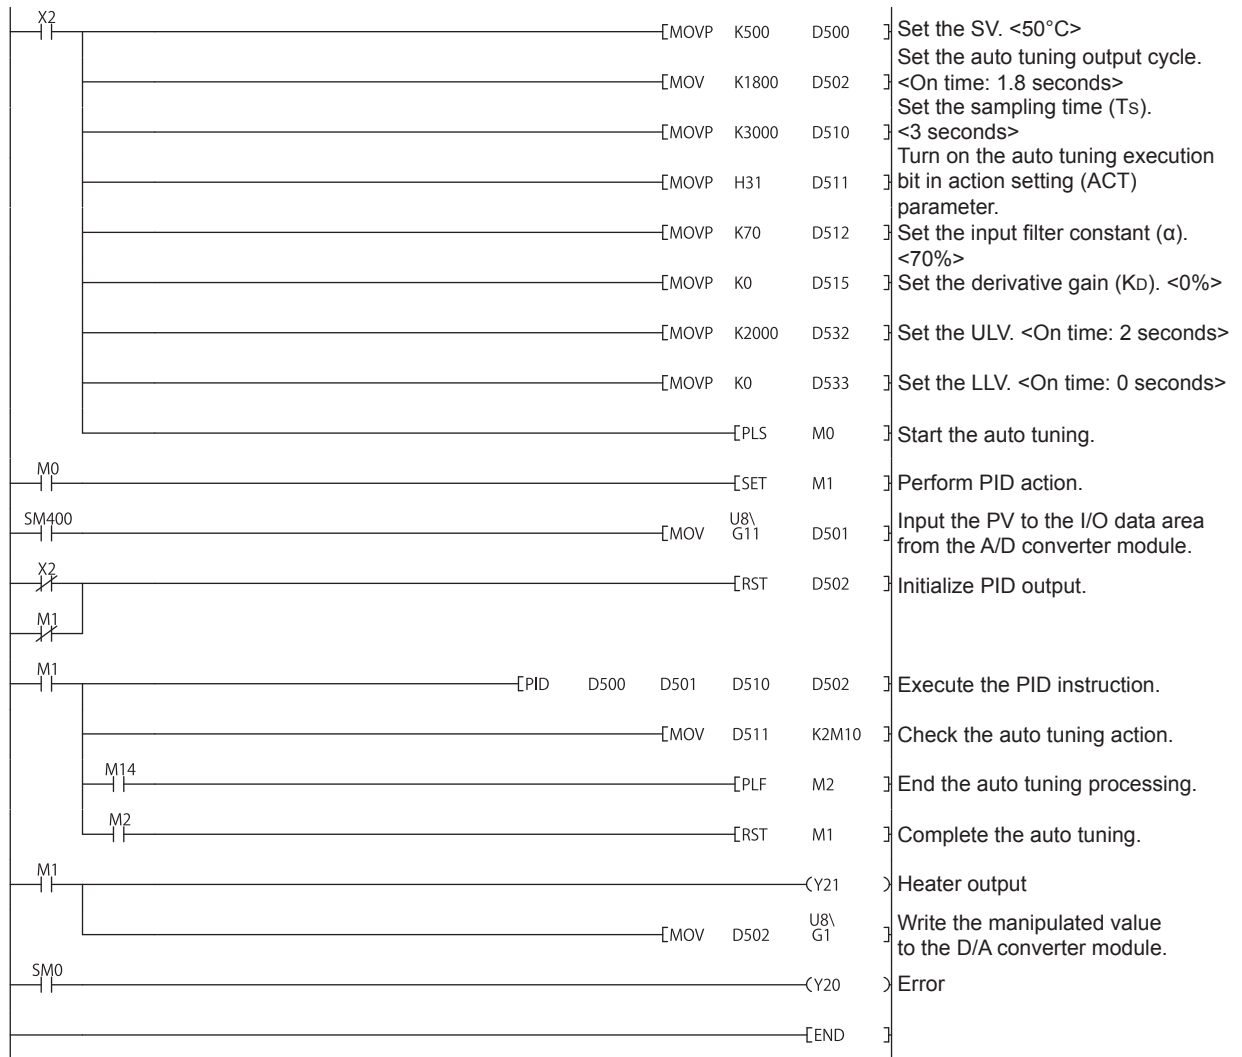 X2
MOVP K500 D500 Set the SV. <50°C>
Set the auto tuning output cycle.
MOV K1800 D502 <On time: 1.8 seconds>
Set the sampling time (Ts).
MOVP K3000 D510 <3 seconds>
Turn on the auto tuning execution
MOVP H31 D511 bit in action setting (ACT)
parameter.
MOVP K70 D512 Set the input filter constant (α).
<70%>
MOVP K0 D515 Set the derivative gain (KD). <0%>
MOVP K2000 D532 Set the ULV. <On time: 2 seconds>
MOVP K0 D533 Set the LLV. <On time: 0 seconds>
PLS M0 Start the auto tuning.
M0
SET M1 Perform PID action.
SM400
MOV U8\G11 D501 Input the PV to the I/O data area
from the A/D converter module.
X2
RST D502 Initialize PID output.
M1
M1
PID D500 D501 D510 D502 Execute the PID instruction.
MOV D511 K2M10 Check the auto tuning action.
M14
PLF M2 End the auto tuning processing.
M2
RST M1 Complete the auto tuning.
M1
Y21 Heater output
MOV D502 U8\G1 Write the manipulated value
to the D/A converter module.
SM0
Y20 Error
END